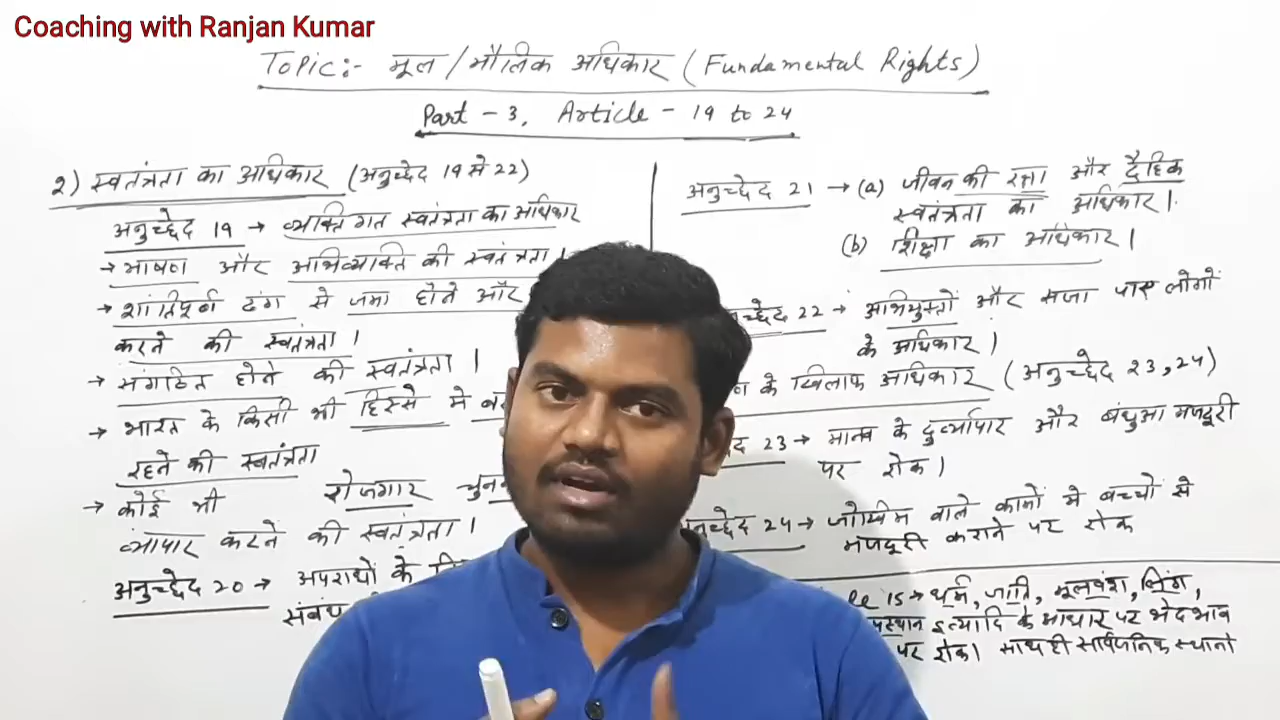 Coaching with Ranjan Kumar
Topic:- मूल/मौलिक अधिकार (Fundamental Rights)
Part - 3, Article - 19 to 24
२) स्वतंत्रता का अधिकार (अनुच्छेद 19 से 22)
अनुच्छेद 19 → व्यक्तिगत स्वतंत्रता का अधिकार
→ भाषण और अभिव्यक्ति की स्वतंत्रता।
→ शांतिपूर्ण ढंग से जमा होने और
करने की स्वतंत्रता।
→ संगठित होने की स्वतंत्रता।
→ भारत के किसी भी हिस्से में
रहने की स्वतंत्रता
→ कोई भी रोजगार
व्यापार करने की स्वतंत्रता।
अनुच्छेद 20 → अपराधों के
अनुच्छेद 21 → (a) जीवन की रक्षा और दैहिक
स्वतंत्रता का अधिकार।
(b) शिक्षा का अधिकार।
22 → अभियुक्तों और सजा पाए लोगों
के अधिकार।
के खिलाफ अधिकार (अनुच्छेद 23, 24)
23 → मानव के दुर्व्यापार और बंधुआ मजदूरी
पर रोक।
24 → जोखिम वाले कामों में बच्चों से
मजदूरी कराने पर रोक
15 → धर्म, जाति, मूलवंश, लिंग,
इत्यादि के आधार पर भेदभाव
पर रोक। साथ ही सार्वजनिक स्थानों